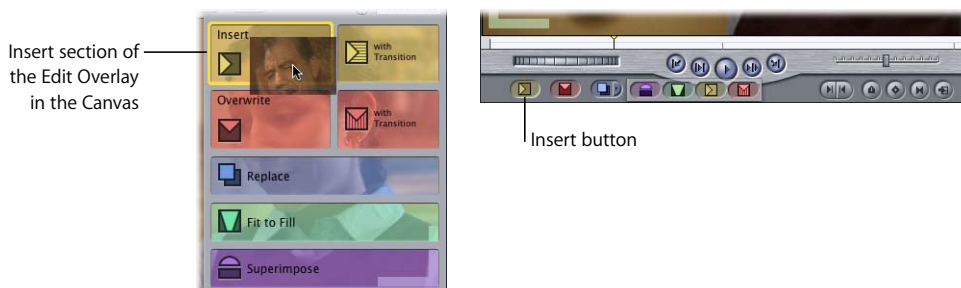 Insert section of
the Edit Overlay
in the Canvas
Insert
with
Transition
Overwrite
with
Transition
Replace
Fit to Fill
Superimpose
Insert button